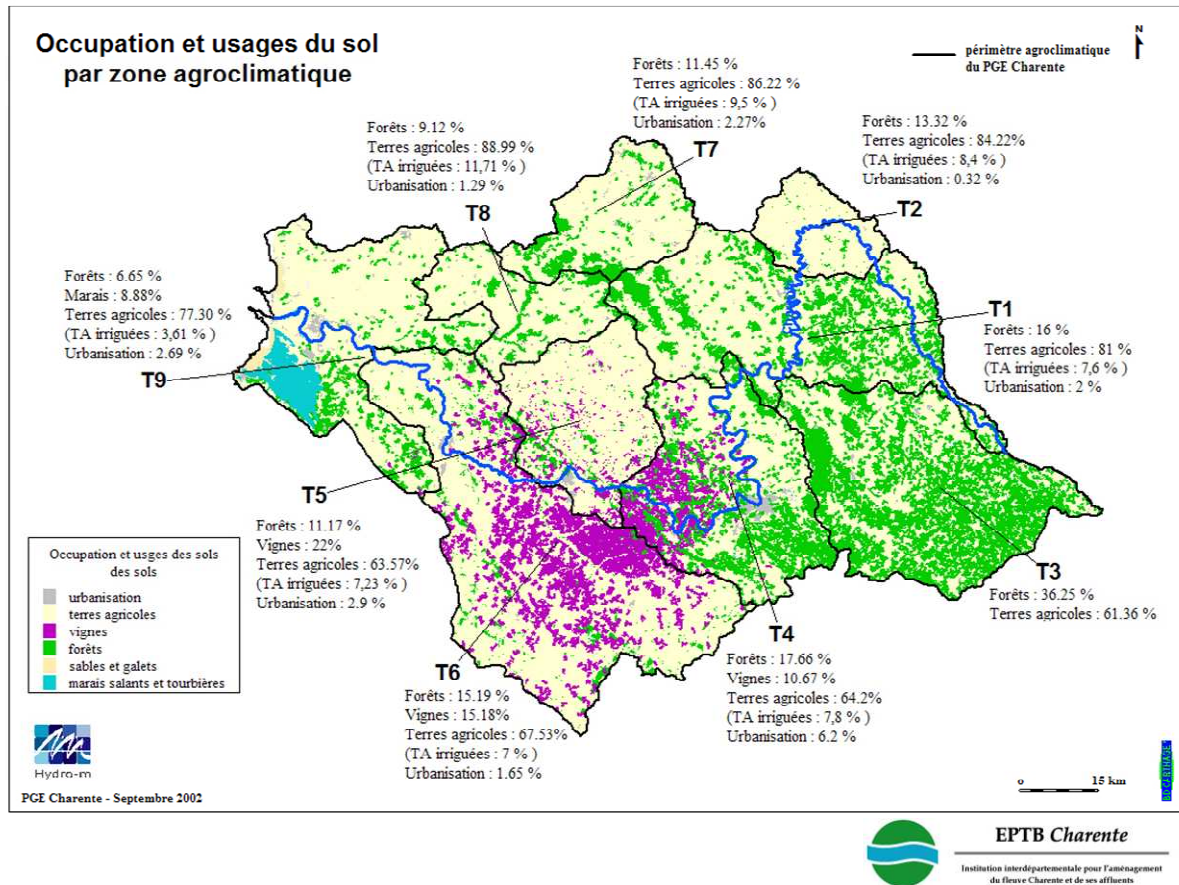 Occupation et usages du sol
par zone agroclimatique
périmètre agroclimatique
du PGE Charente
N
Forêts : 11.45 %
Terres agricoles : 86.22 %
(TA irriguées : 9,5 % )
Urbanisation : 2.27%
T7
Forêts : 9.12 %
Terres agricoles : 88.99 %
(TA irriguées : 11,71 % )
Urbanisation : 1.29 %
T8
Forêts : 13.32 %
Terres agricoles : 84.22%
(TA irriguées : 8,4 % )
Urbanisation : 0.32 %
T2
Forêts : 6.65 %
Marais : 8.88%
Terres agricoles : 77.30 %
(TA irriguées : 3,61 % )
Urbanisation : 2.69 %
T9
T1
Forêts : 16 %
Terres agricoles : 81 %
(TA irriguées : 7,6 % )
Urbanisation : 2 %
T5
Forêts : 11.17 %
Vignes : 22%
Terres agricoles : 63.57%
(TA irriguées : 7,23 % )
Urbanisation : 2.9 %
T3
Forêts : 36.25 %
Terres agricoles : 61.36 %
T4
Forêts : 17.66 %
Vignes : 10.67 %
Terres agricoles : 64.2%
(TA irriguées : 7,8 % )
Urbanisation : 6.2 %
T6
Forêts : 15.19 %
Vignes : 15.18%
Terres agricoles : 67.53%
(TA irriguées : 7 % )
Urbanisation : 1.65 %
Occupation et usges des sols
des sols
urbanisation
terres agricoles
vignes
forêts
sables et galets
marais salants et tourbières
Hydro-m
PGE Charente - Septembre 2002
o 15 km
BD CARTHAGE
EPTB Charente
Institution interdépartementale pour l'aménagement
du fleuve Charente et de ses affluents